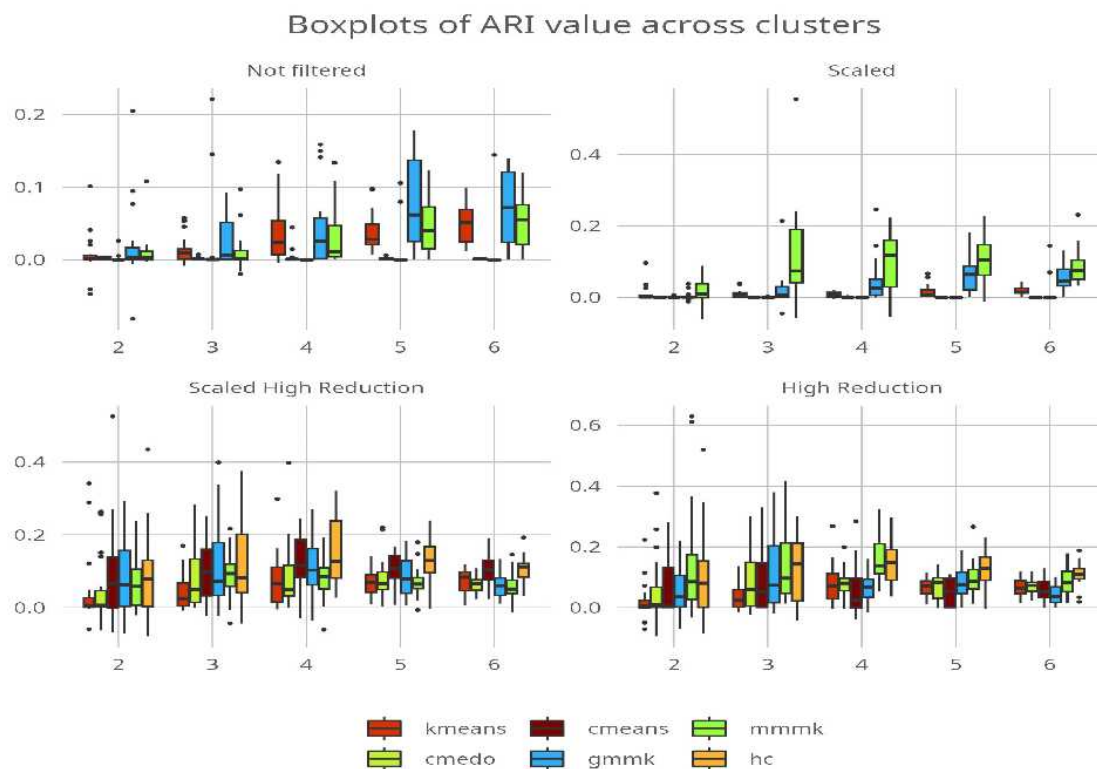 Boxplots of ARI value across clusters
Not filtered
Scaled
0.2
0.1
0.0
2 3 4 5 6
0.4
0.2
0.0
2 3 4 5 6
Scaled High Reduction
High Reduction
0.4
0.2
0.0
2 3 4 5 6
0.6
0.4
0.2
0.0
2 3 4 5 6
kmeans cmeans mmmk
cmedo gmmk hc